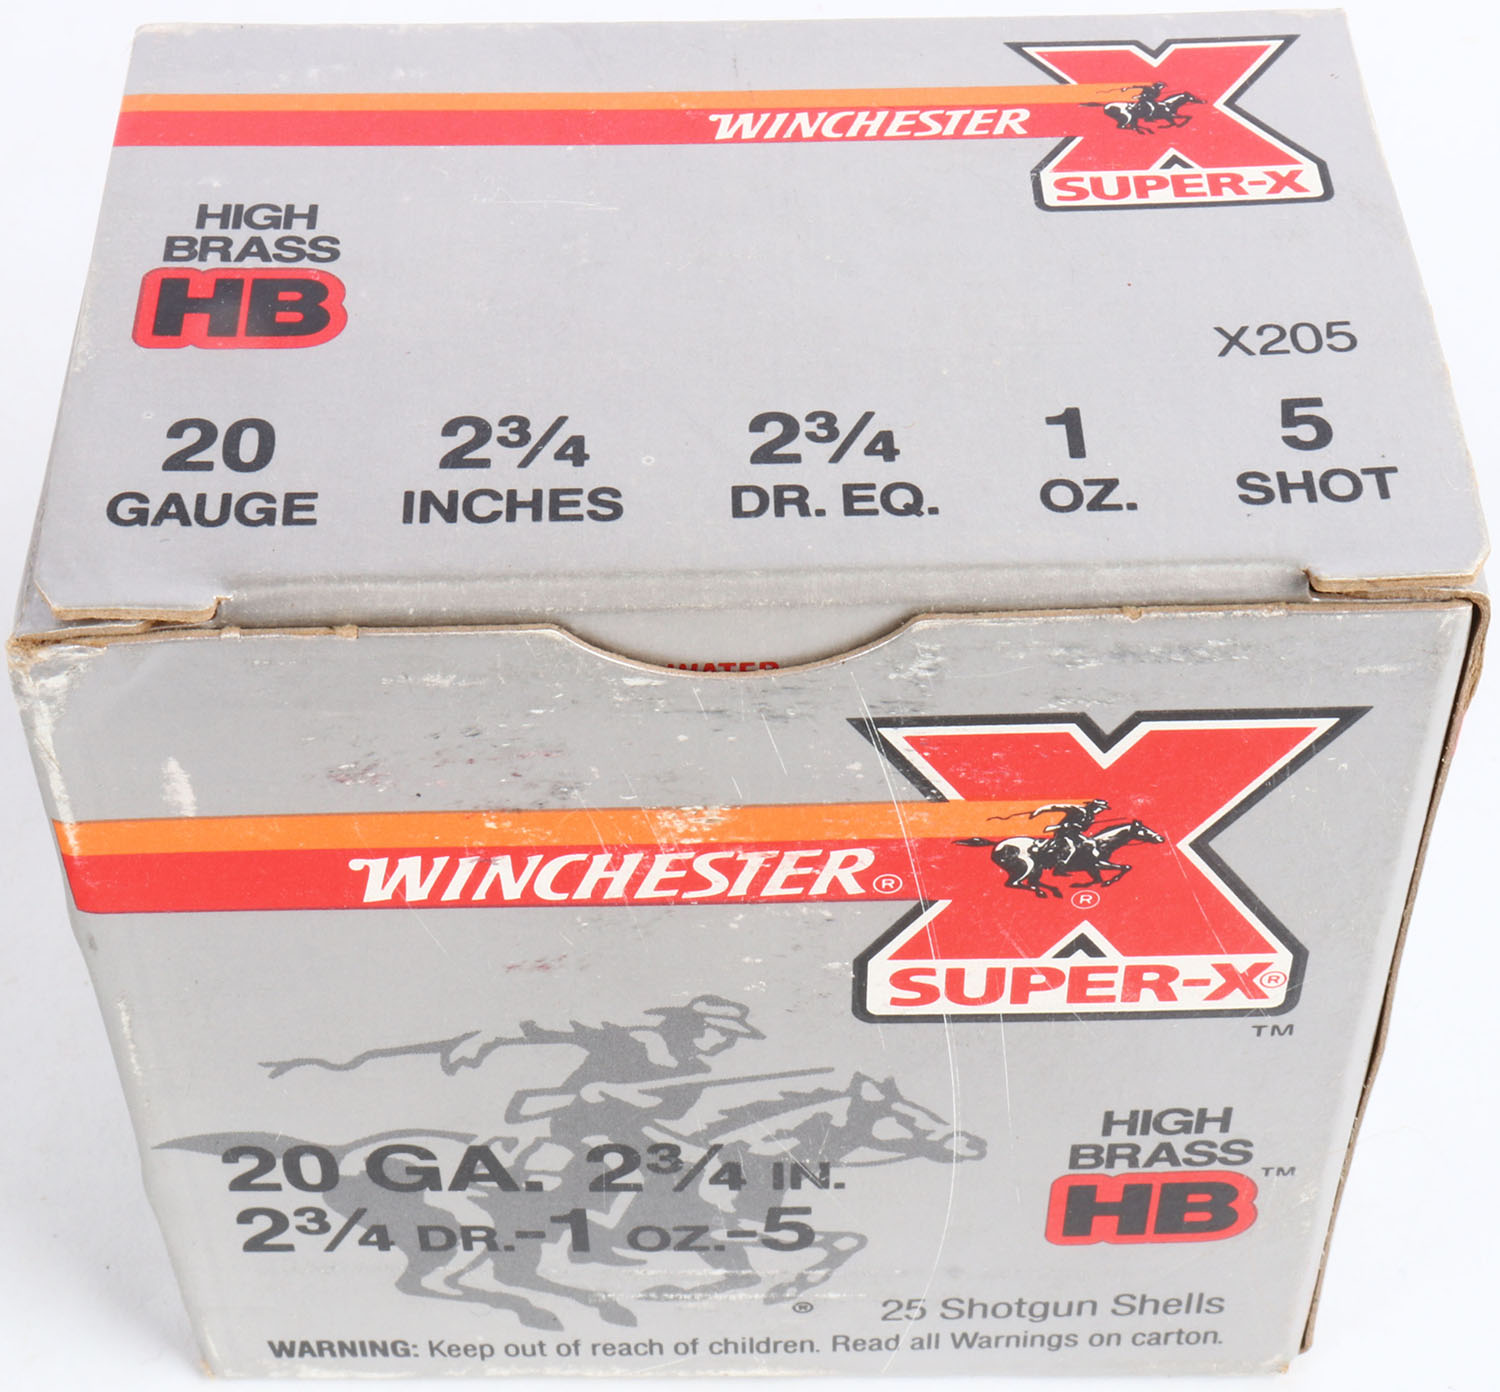 WINCHESTER
SUPER-X
HIGH
BRASS
HB
X205
20 2¾ 2¾ 1 5
GAUGE INCHES DR. EQ. OZ. SHOT
WATER
WINCHESTER®
®
SUPER-X®
TM
20 GA. 2¾ IN.
2¾ DR.-1 OZ.-5
HIGH
BRASS
HB™
®
25 Shotgun Shells
WARNING: Keep out of reach of children. Read all Warnings on carton.